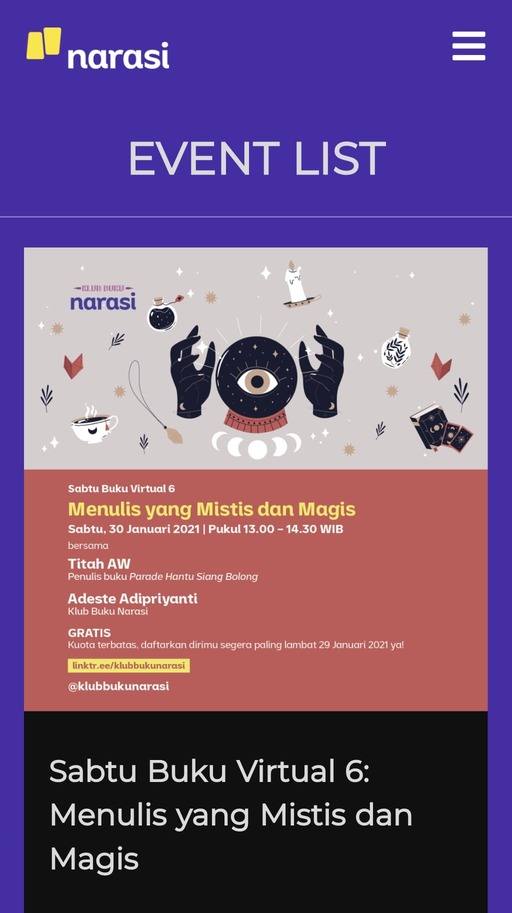 narasi
EVENT LIST
KLUB BUKU
narasi
Sabtu Buku Virtual 6
Menulis yang Mistis dan Magis
Sabtu, 30 Januari 2021 | Pukul 13.00 – 14.30 WIB
bersama
Titah AW
Penulis buku Parade Hantu Siang Bolong
Adeste Adipriyanti
Klub Buku Narasi
GRATIS
Kuota terbatas, daftarkan dirimu segera paling lambat 29 Januari 2021 ya!
linktr.ee/klubbukunarasi
@klubbukunarasi
Sabtu Buku Virtual 6:
Menulis yang Mistis dan
Magis